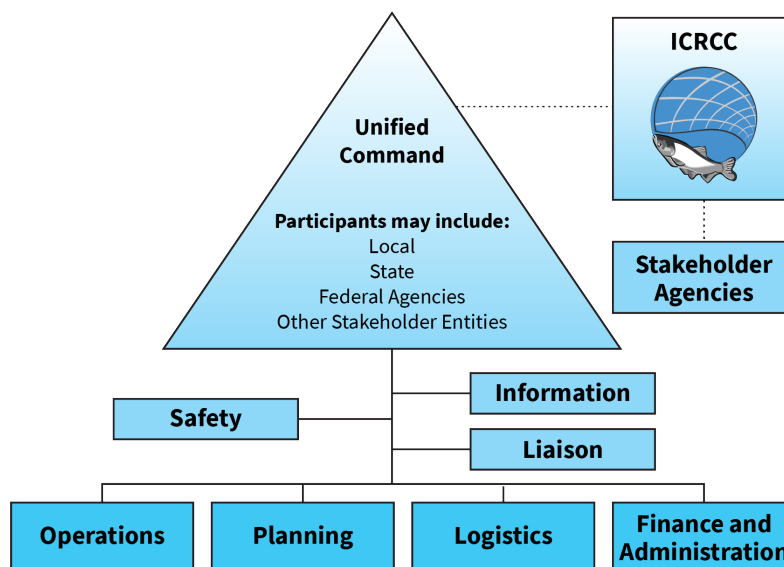 ICRCC
Unified
Command
Participants may include:
Local
State
Federal Agencies
Other Stakeholder Entities
Stakeholder
Agencies
Information
Safety
Liaison
Operations
Planning
Logistics
Finance and
Administration